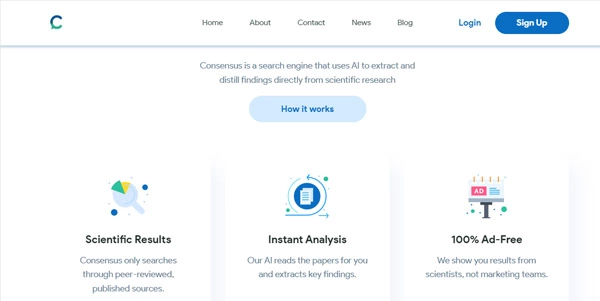 Home About Contact News Blog Login Sign Up
Consensus is a search engine that uses AI to extract and
distill findings directly from scientific research
How it works
AD
Scientific Results
Consensus only searches
through peer-reviewed,
published sources.
Instant Analysis
Our AI reads the papers for you
and extracts key findings.
100% Ad-Free
We show you results from
scientists, not marketing teams.